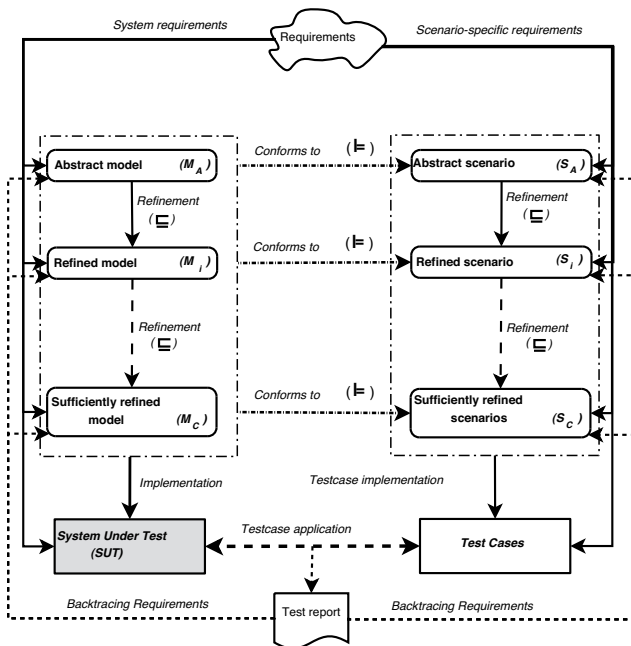 System requirements
Requirements
Scenario-specific requirements
Abstract model (M_A)
Conforms to (⊨)
Abstract scenario (S_A)
Refinement
(⊑)
Refinement
(⊑)
Refined model (M_i)
Conforms to (⊨)
Refined scenario (S_i)
Refinement
(⊑)
Refinement
(⊑)
Sufficiently refined
model (M_C)
Conforms to (⊨)
Sufficiently refined
scenarios (S_C)
Implementation
Testcase implementation
System Under Test
(SUT)
Testcase application
Test Cases
Backtracing Requirements
Test report
Backtracing Requirements